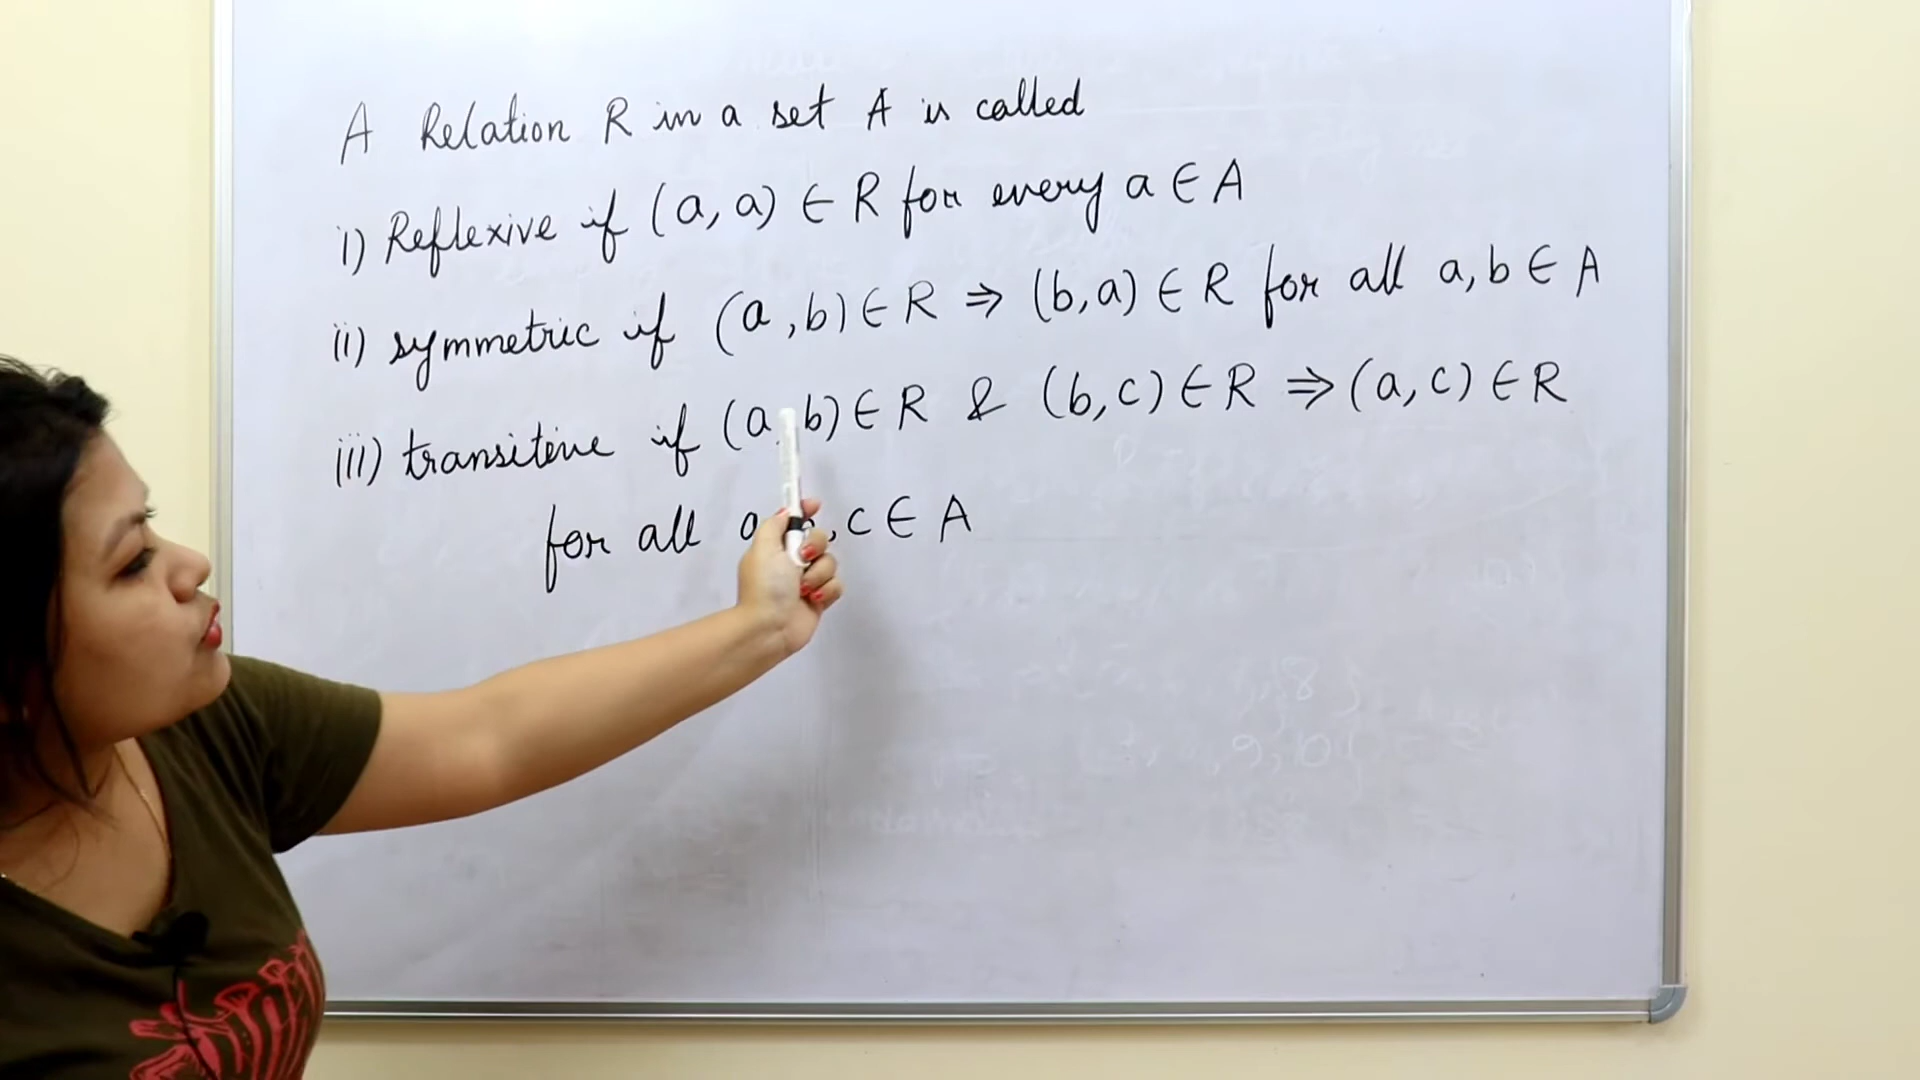 A Relation R in a set A is called
i) Reflexive if (a, a) ∈ R for every a ∈ A
ii) symmetric if (a, b) ∈ R ⇒ (b, a) ∈ R for all a, b ∈ A
iii) transitive if (a, b) ∈ R & (b, c) ∈ R ⇒ (a, c) ∈ R
for all a, c ∈ A